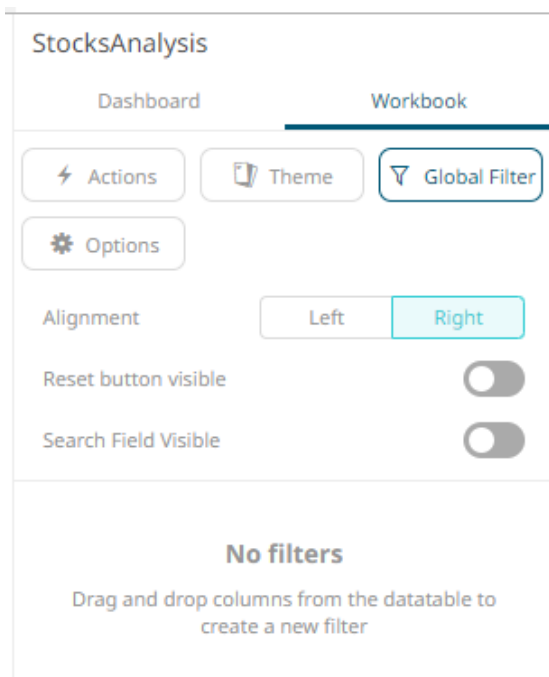 StocksAnalysis
Dashboard Workbook
Actions Theme Global Filter
Options
Alignment Left Right
Reset button visible
Search Field Visible
No filters
Drag and drop columns from the datatable to
create a new filter